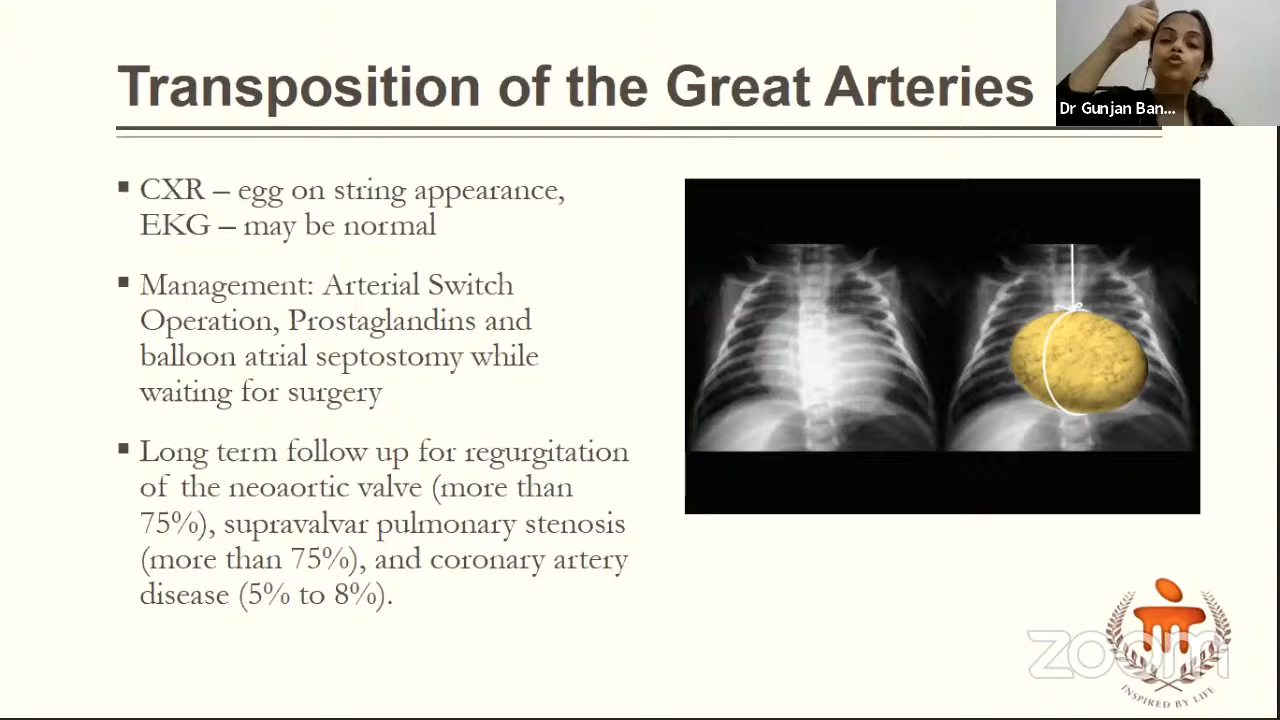 Transposition of the Great Arteries
Dr Gunjan Ban...
▪ CXR – egg on string appearance,
EKG – may be normal
▪ Management: Arterial Switch
Operation, Prostaglandins and
balloon atrial septostomy while
waiting for surgery
▪ Long term follow up for regurgitation
of the neoaortic valve (more than
75%), supravalvar pulmonary stenosis
(more than 75%), and coronary artery
disease (5% to 8%).
zoom
INSPIRED BY LIFE